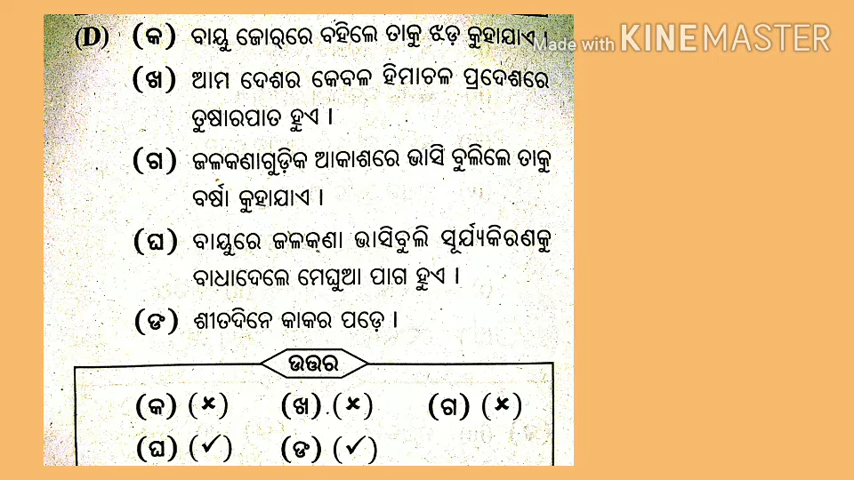 (D) (କ) ବାୟୁ ଜୋର୍‌ରେ ବହିଲେ ତାକୁ ଝଡ଼ କୁହାଯାଏ ।
Made with KINEMASTER
(ଖ) ଆମ ଦେଶର କେବଳ ହିମାଚଳ ପ୍ରଦେଶରେ
ତୁଷାରପାତ ହୁଏ ।
(ଗ) ଜଳକଣାଗୁଡ଼ିକ ଆକାଶରେ ଭାସି ବୁଲିଲେ ତାକୁ
ବର୍ଷା କୁହାଯାଏ ।
(ଘ) ବାୟୁରେ ଜଳକଣା ଭାସିବୁଲି ସୂର୍ଯ୍ୟକିରଣକୁ
ବାଧାଦେଲେ ମେଘୁଆ ପାଗ ହୁଏ ।
(ଙ) ଶୀତଦିନେ କାକର ପଡ଼େ ।
ଉତ୍ତର
(କ) (✗) (ଖ) (✗) (ଗ) (✗)
(ଘ) (✓) (ଙ) (✓)